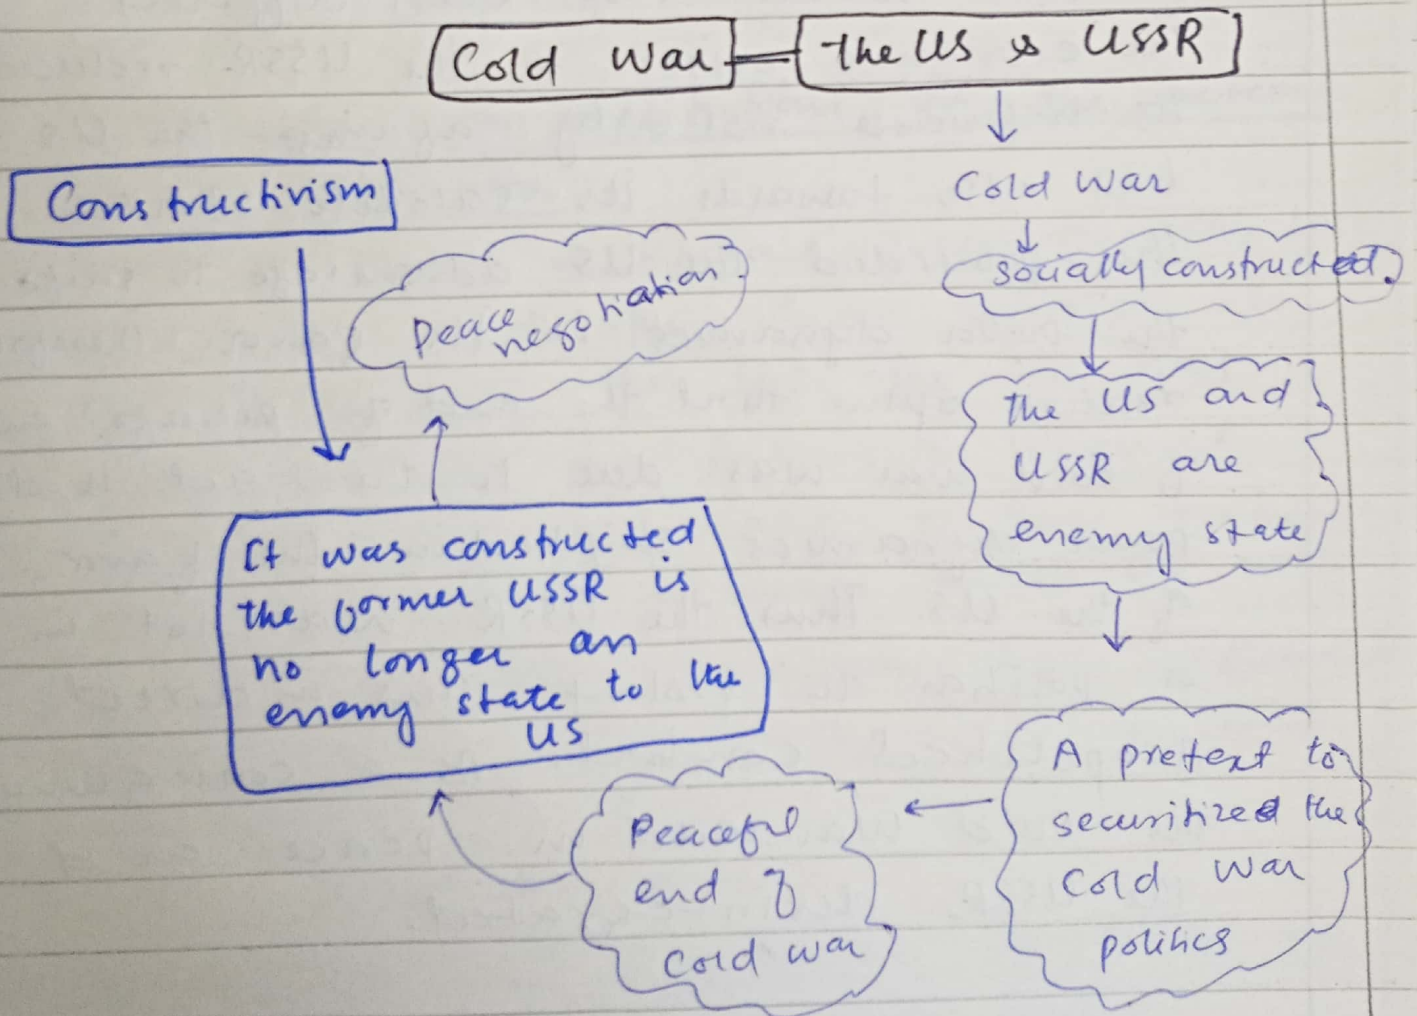 Cold War
the US & USSR
Cold War
socially constructed.
the US and
USSR are
enemy state
A pretext to
securitized the
Cold War
politics
Peaceful
end of
Cold war
Constructivism
It was constructed
the former USSR is
no longer an
enemy state to the
US
Peace
negotiation.